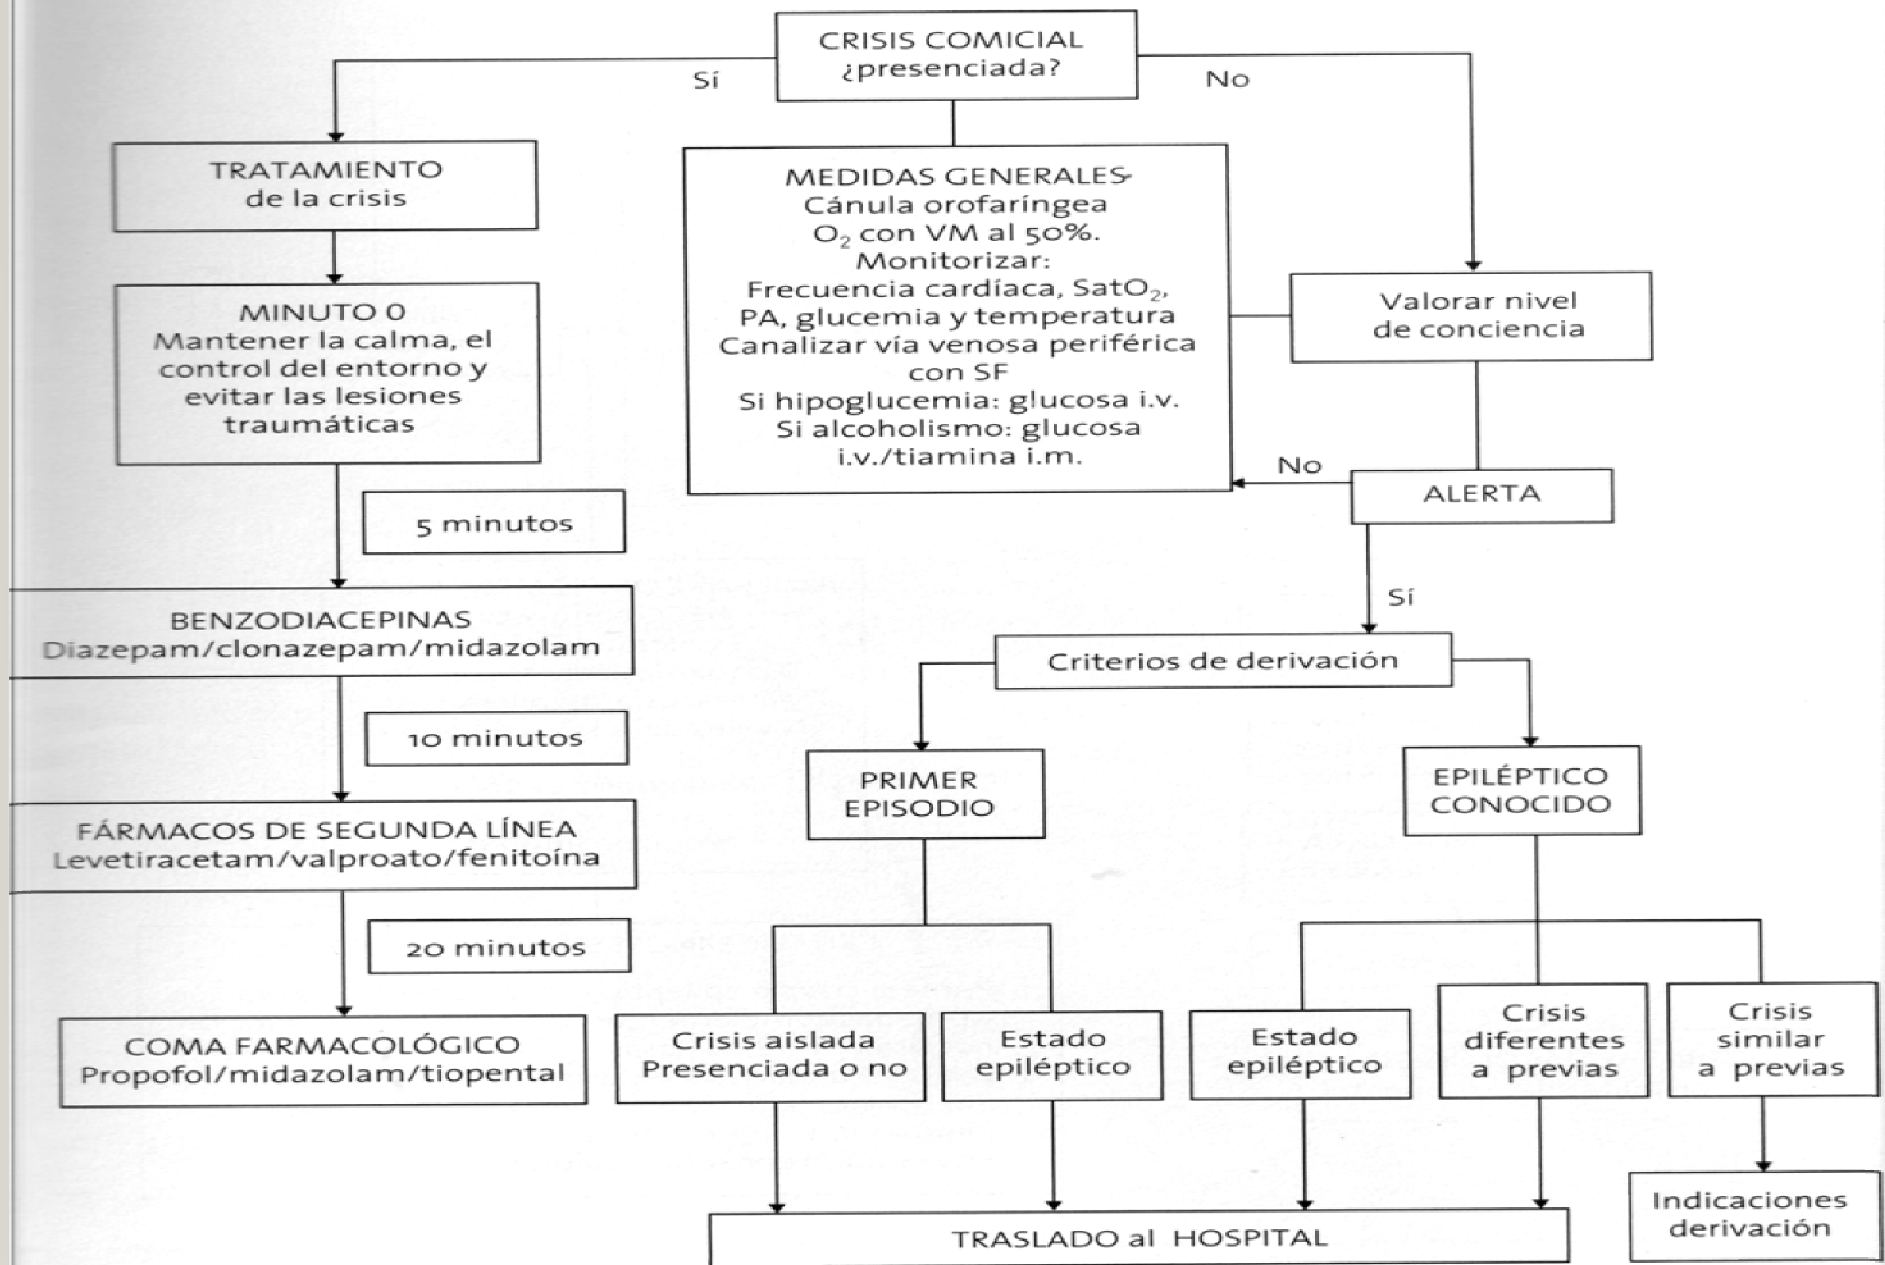 CRISIS COMICIAL
¿presenciada?
Sí
No
TRATAMIENTO
de la crisis
MINUTO 0
Mantener la calma, el
control del entorno y
evitar las lesiones
traumáticas
5 minutos
BENZODIACEPINAS
Diazepam/clonazepam/midazolam
10 minutos
FÁRMACOS DE SEGUNDA LÍNEA
Levetiracetam/valproato/fenitoína
20 minutos
COMA FARMACOLÓGICO
Propofol/midazolam/tiopental
MEDIDAS GENERALES
Cánula orofaríngea
O₂ con VM al 50%.
Monitorizar:
Frecuencia cardíaca, SatO₂,
PA, glucemia y temperatura
Canalizar vía venosa periférica
con SF
Si hipoglucemia: glucosa i.v.
Si alcoholismo: glucosa
i.v./tiamina i.m.
Valorar nivel
de conciencia
No
ALERTA
Sí
Criterios de derivación
PRIMER
EPISODIO
EPILÉPTICO
CONOCIDO
Crisis aislada
Presenciada o no
Estado
epiléptico
Estado
epiléptico
Crisis
diferentes
a previas
Crisis
similar
a previas
TRASLADO al HOSPITAL
Indicaciones
derivación